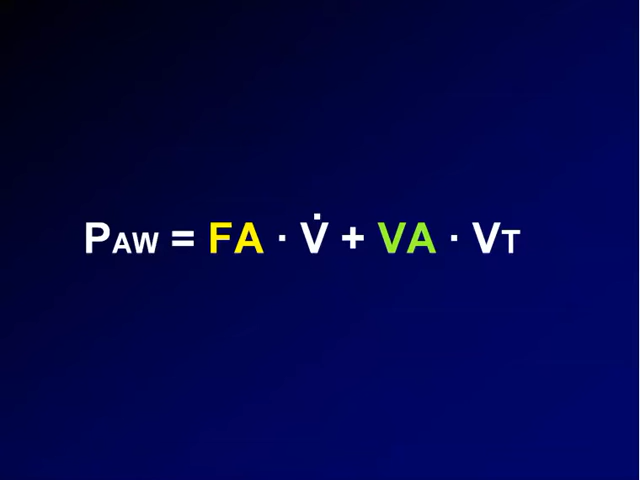 PAW = FA · V̇ + VA · VT